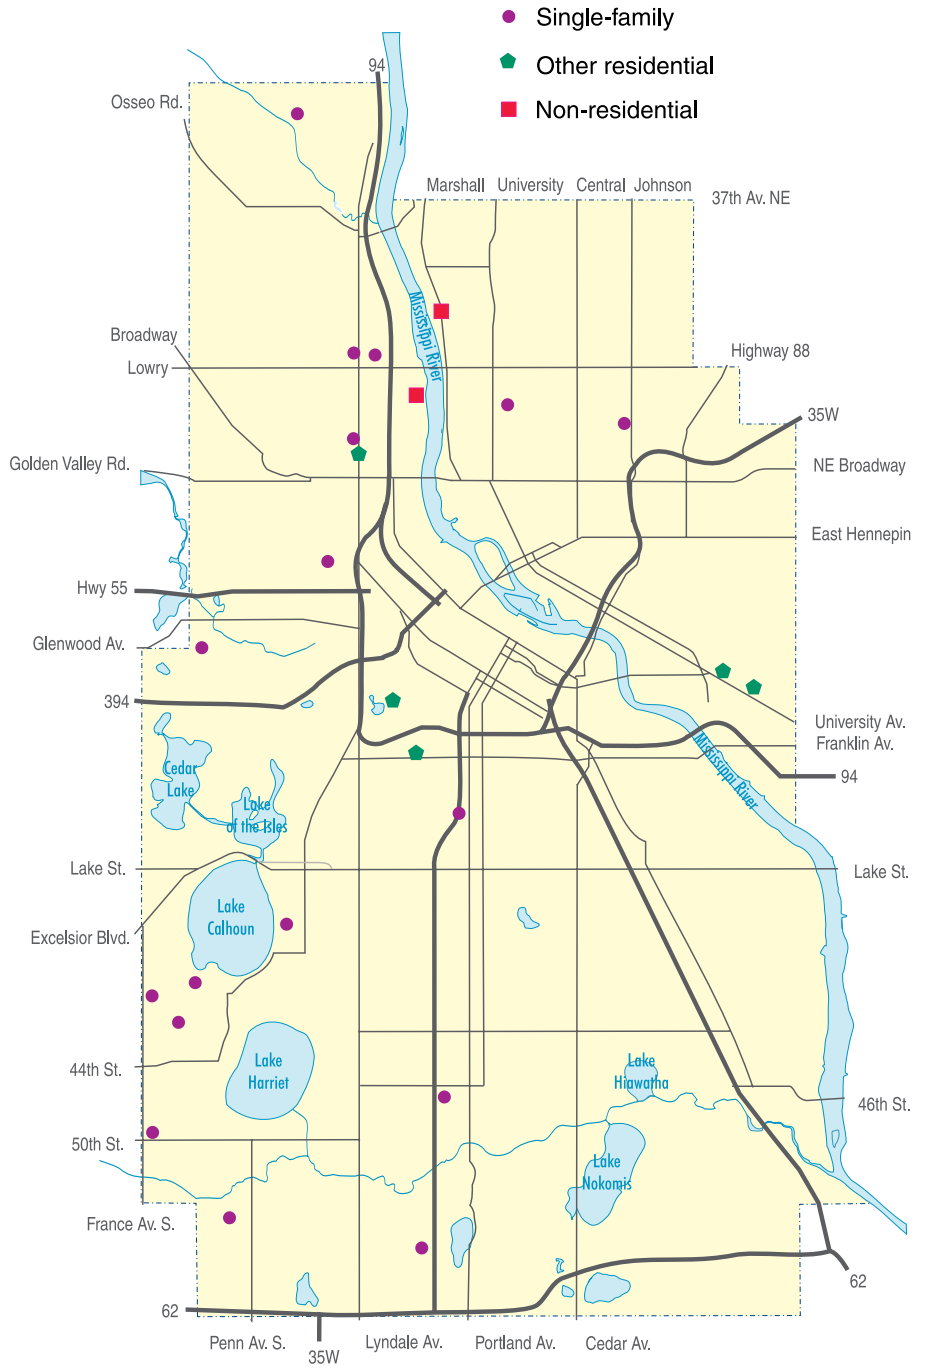 Single-family
Other residential
Non-residential
94
Osseo Rd.
Marshall University Central Johnson
37th Av. NE
Mississippi River
Broadway
Lowry
Highway 88
35W
Golden Valley Rd.
NE Broadway
East Hennepin
Hwy 55
Glenwood Av.
394
University Av.
Franklin Av.
Mississippi River
94
Cedar
Lake
Lake
of the Isles
Lake St.
Lake St.
Lake
Calhoun
Excelsior Blvd.
Lake
Harriet
Lake
Hiawatha
44th St.
46th St.
50th St.
Lake
Nokomis
France Av. S.
62
62
Penn Av. S.
35W
Lyndale Av.
Portland Av.
Cedar Av.